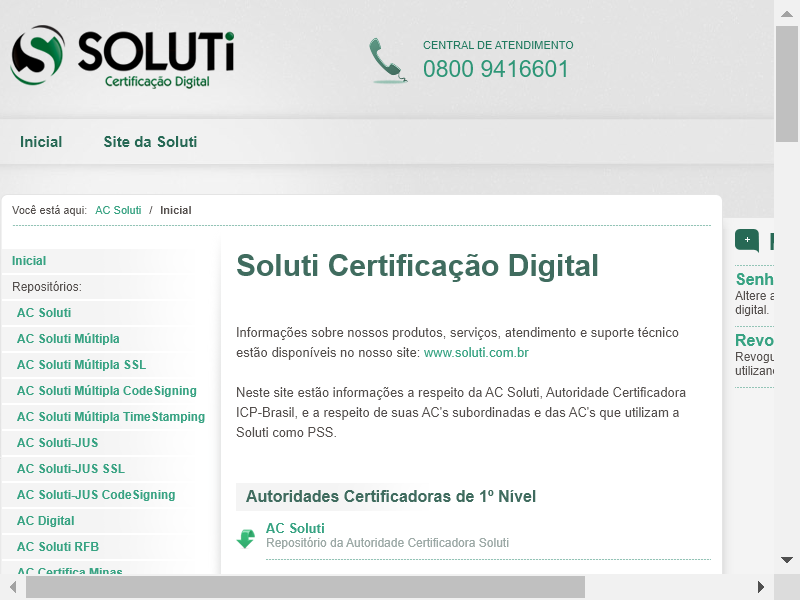 SOLUTi
Certificação Digital
CENTRAL DE ATENDIMENTO
0800 9416601
Inicial
Site da Soluti
Você está aqui: AC Soluti / Inicial
Inicial
Repositórios:
AC Soluti
AC Soluti Múltipla
AC Soluti Múltipla SSL
AC Soluti Múltipla CodeSigning
AC Soluti Múltipla TimeStamping
AC Soluti-JUS
AC Soluti-JUS SSL
AC Soluti-JUS CodeSigning
AC Digital
AC Soluti RFB
AC Certifica Minas
Soluti Certificação Digital
Informações sobre nossos produtos, serviços, atendimento e suporte técnico
estão disponíveis no nosso site: www.soluti.com.br
Neste site estão informações a respeito da AC Soluti, Autoridade Certificadora
ICP-Brasil, e a respeito de suas AC's subordinadas e das AC's que utilizam a
Soluti como PSS.
Autoridades Certificadoras de 1º Nível
AC Soluti
Repositório da Autoridade Certificadora Soluti
Senh
Altere a
digital.
Revo
Revogu
utilizan